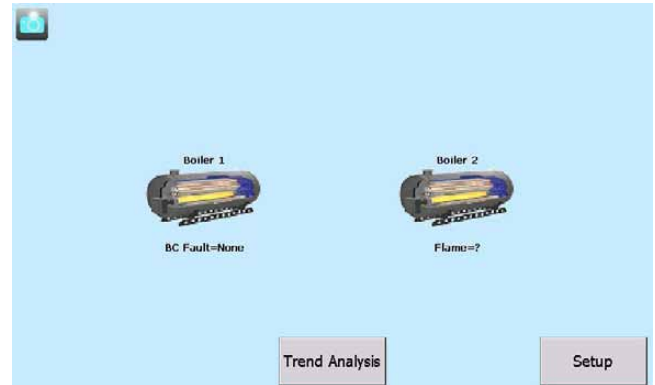 Boiler 1
Boiler 2
BC Fault=None
Flame=?
Trend Analysis
Setup